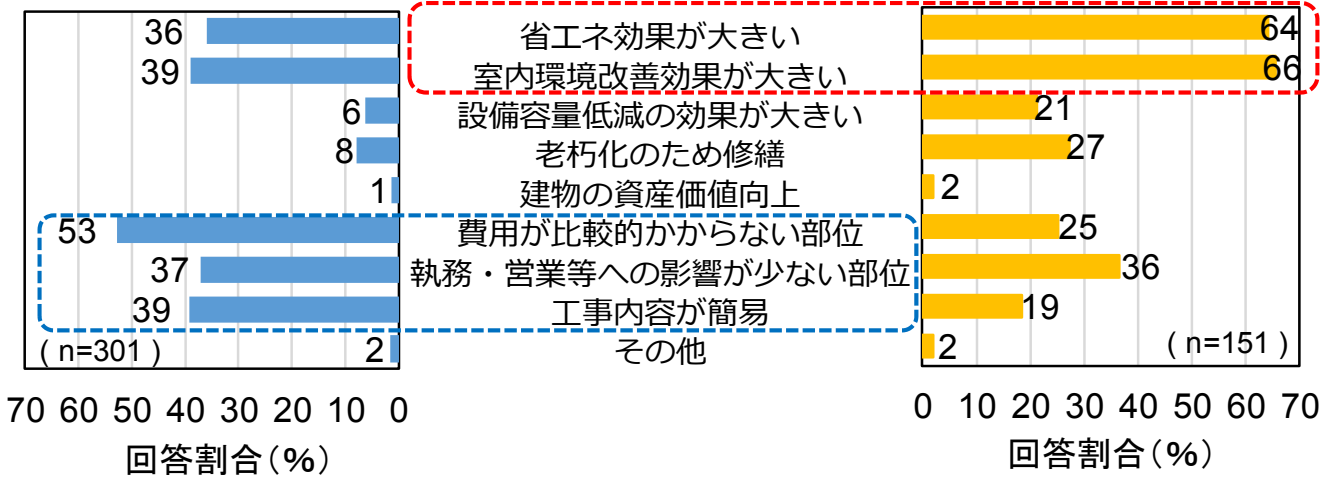 36 省エネ効果が大きい 64
39 室内環境改善効果が大きい 66
6 設備容量低減の効果が大きい 21
8 老朽化のため修繕 27
1 建物の資産価値向上 2
53 費用が比較的かからない部位 25
37 執務・営業等への影響が少ない部位 36
39 工事内容が簡易 19
( n=301 ) 2 その他 2 ( n=151 )
70 60 50 40 30 20 10 0 0 10 20 30 40 50 60 70
回答割合(%) 回答割合(%)